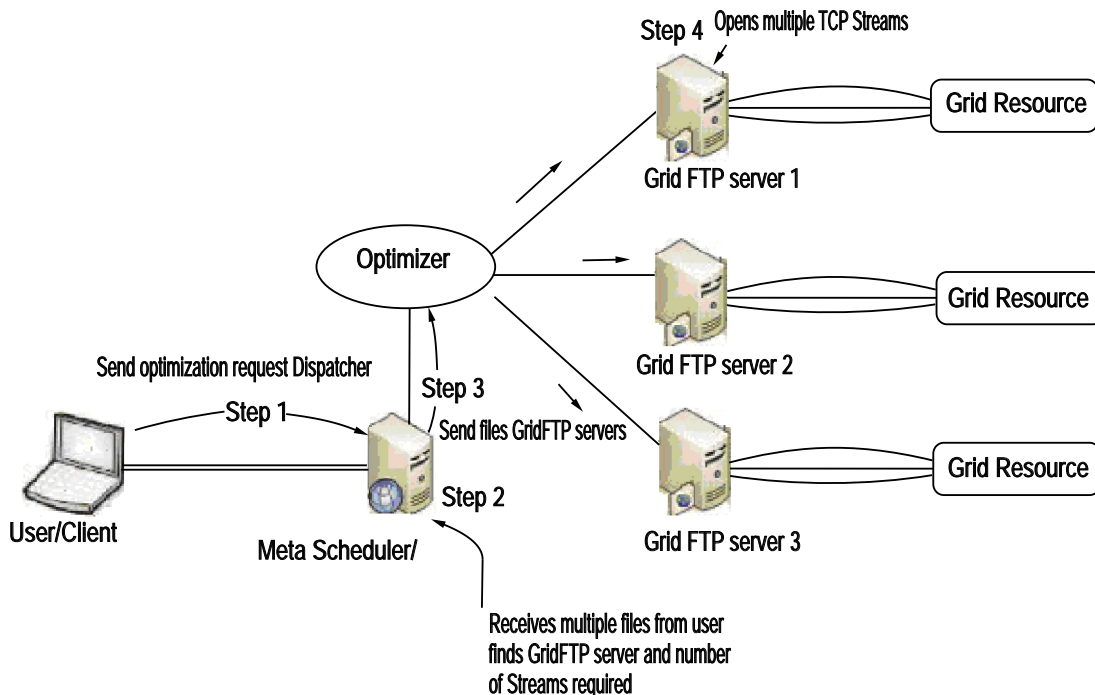 Step 4
Opens multiple TCP Streams
Grid Resource
Grid FTP server 1
Optimizer
Grid Resource
Grid FTP server 2
Send optimization request Dispatcher
Step 1
Step 3
Send files GridFTP servers
Step 2
Grid Resource
User/Client
Meta Scheduler/
Grid FTP server 3
Receives multiple files from user
finds GridFTP server and number
of Streams required